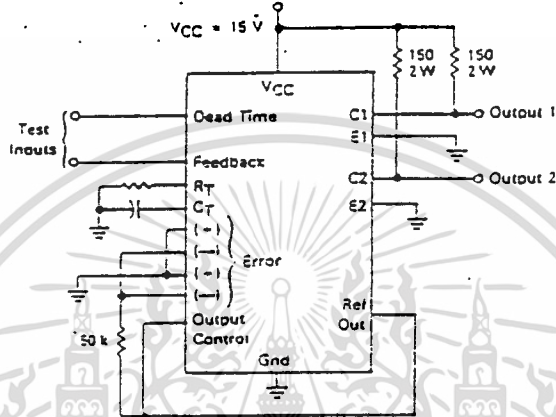 VCC = 15 V
150
2W
150
2W
VCC
Test
Inputs
Dead Time
Feedback
RT
CT
(+)
(−)
(+)
(−)
Error
Output
Control
Gnd
C1
E1
C2
E2
Ref
Out
Output 1
Output 2
50 k